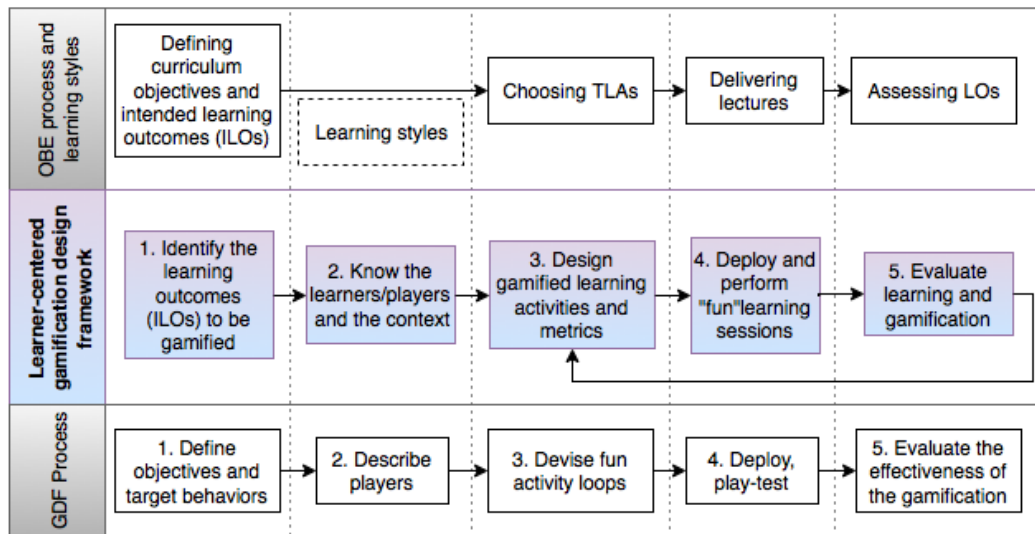 OBE process and
learning styles
Defining
curriculum
objectives and
intended learning
outcomes (ILOs)
Learning styles
Choosing TLAs
Delivering
lectures
Assessing LOs
Learner-centered
gamification design
framework
1. Identify the
learning
outcomes
(ILOs) to be
gamified
2. Know the
learners/players
and the context
3. Design
gamified learning
activities and
metrics
4. Deploy and
perform
"fun"learning
sessions
5. Evaluate
learning and
gamification
GDF Process
1. Define
objectives and
target behaviors
2. Describe
players
3. Devise fun
activity loops
4. Deploy,
play-test
5. Evaluate the
effectiveness of
the gamification